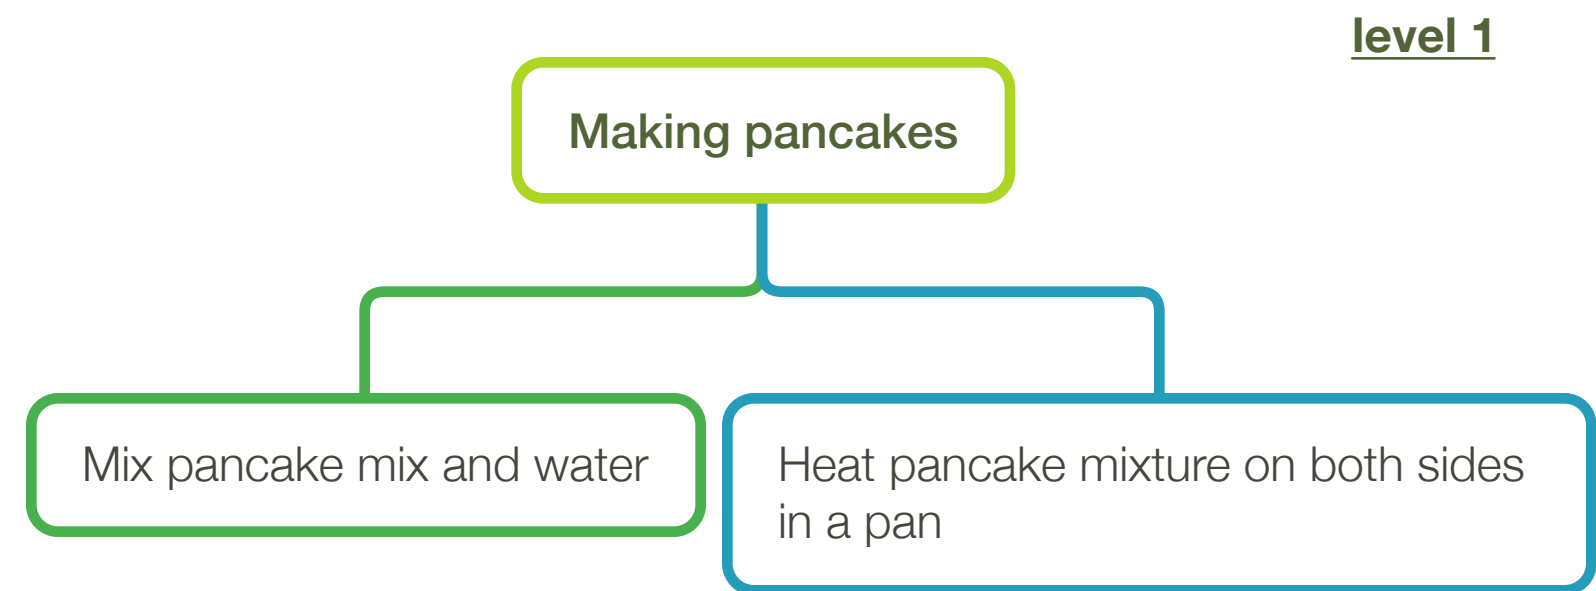 level 1
Making pancakes
Mix pancake mix and water
Heat pancake mixture on both sides
in a pan